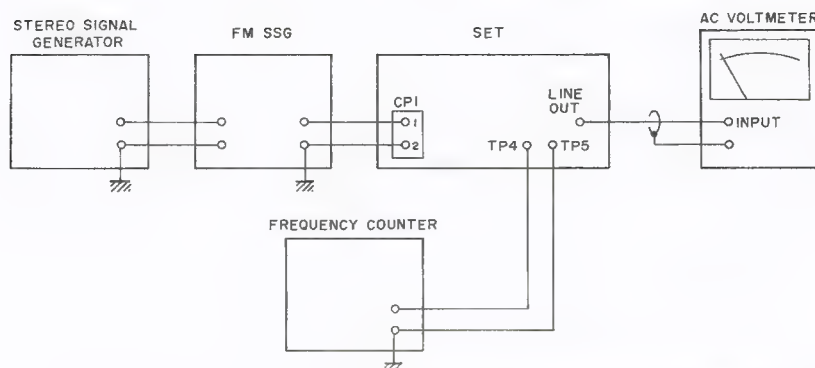 STEREO SIGNAL
GENERATOR
FM SSG
SET
AC VOLTMETER
CP1
1
2
LINE
OUT
INPUT
TP4
TP5
FREQUENCY COUNTER